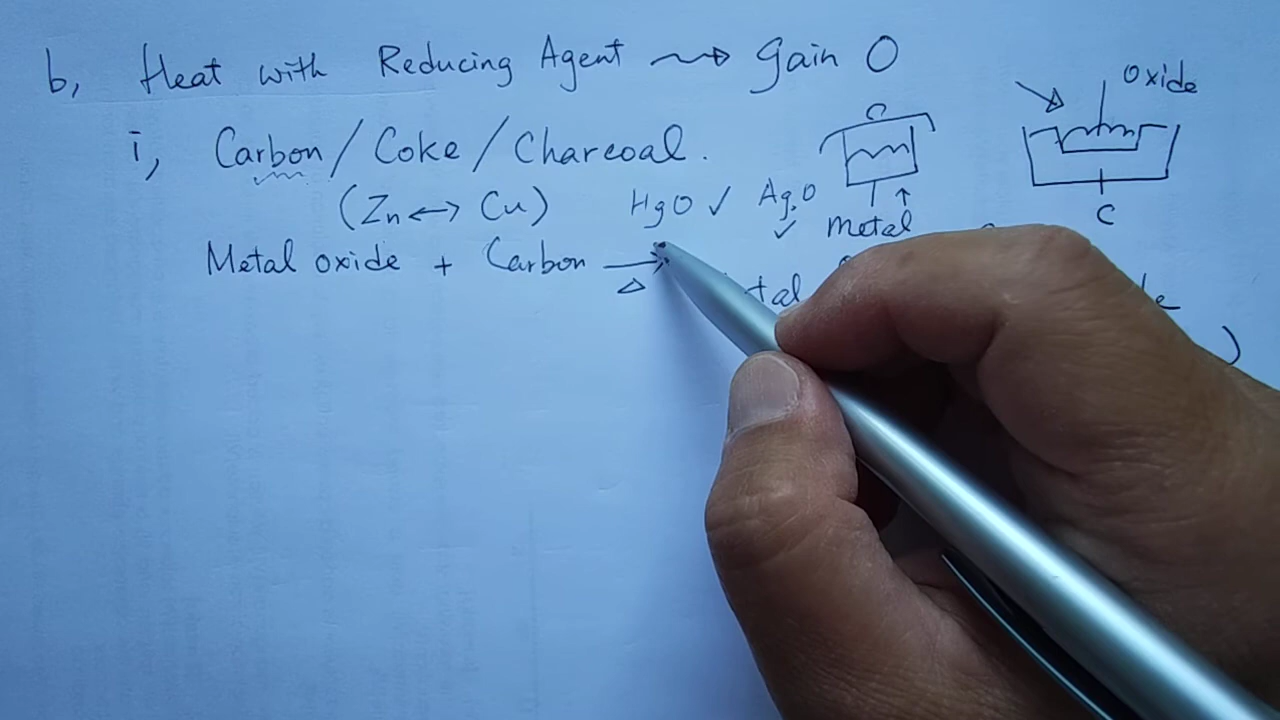 b, Heat with Reducing Agent ⇝ gain O
oxide
i, Carbon / Coke / Charcoal.
C
(Zn ↔ Cu) HgO ✓ Ag₂O ✓
metal
C
Metal oxide + Carbon →
Δ